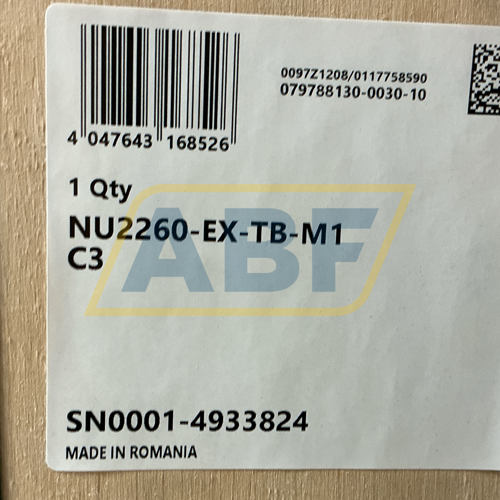 4 047643 168526
0097Z1208/0117758590
079788130-0030-10
1 Qty
NU2260-EX-TB-M1
C3
ABF
SN0001-4933824
MADE IN ROMANIA